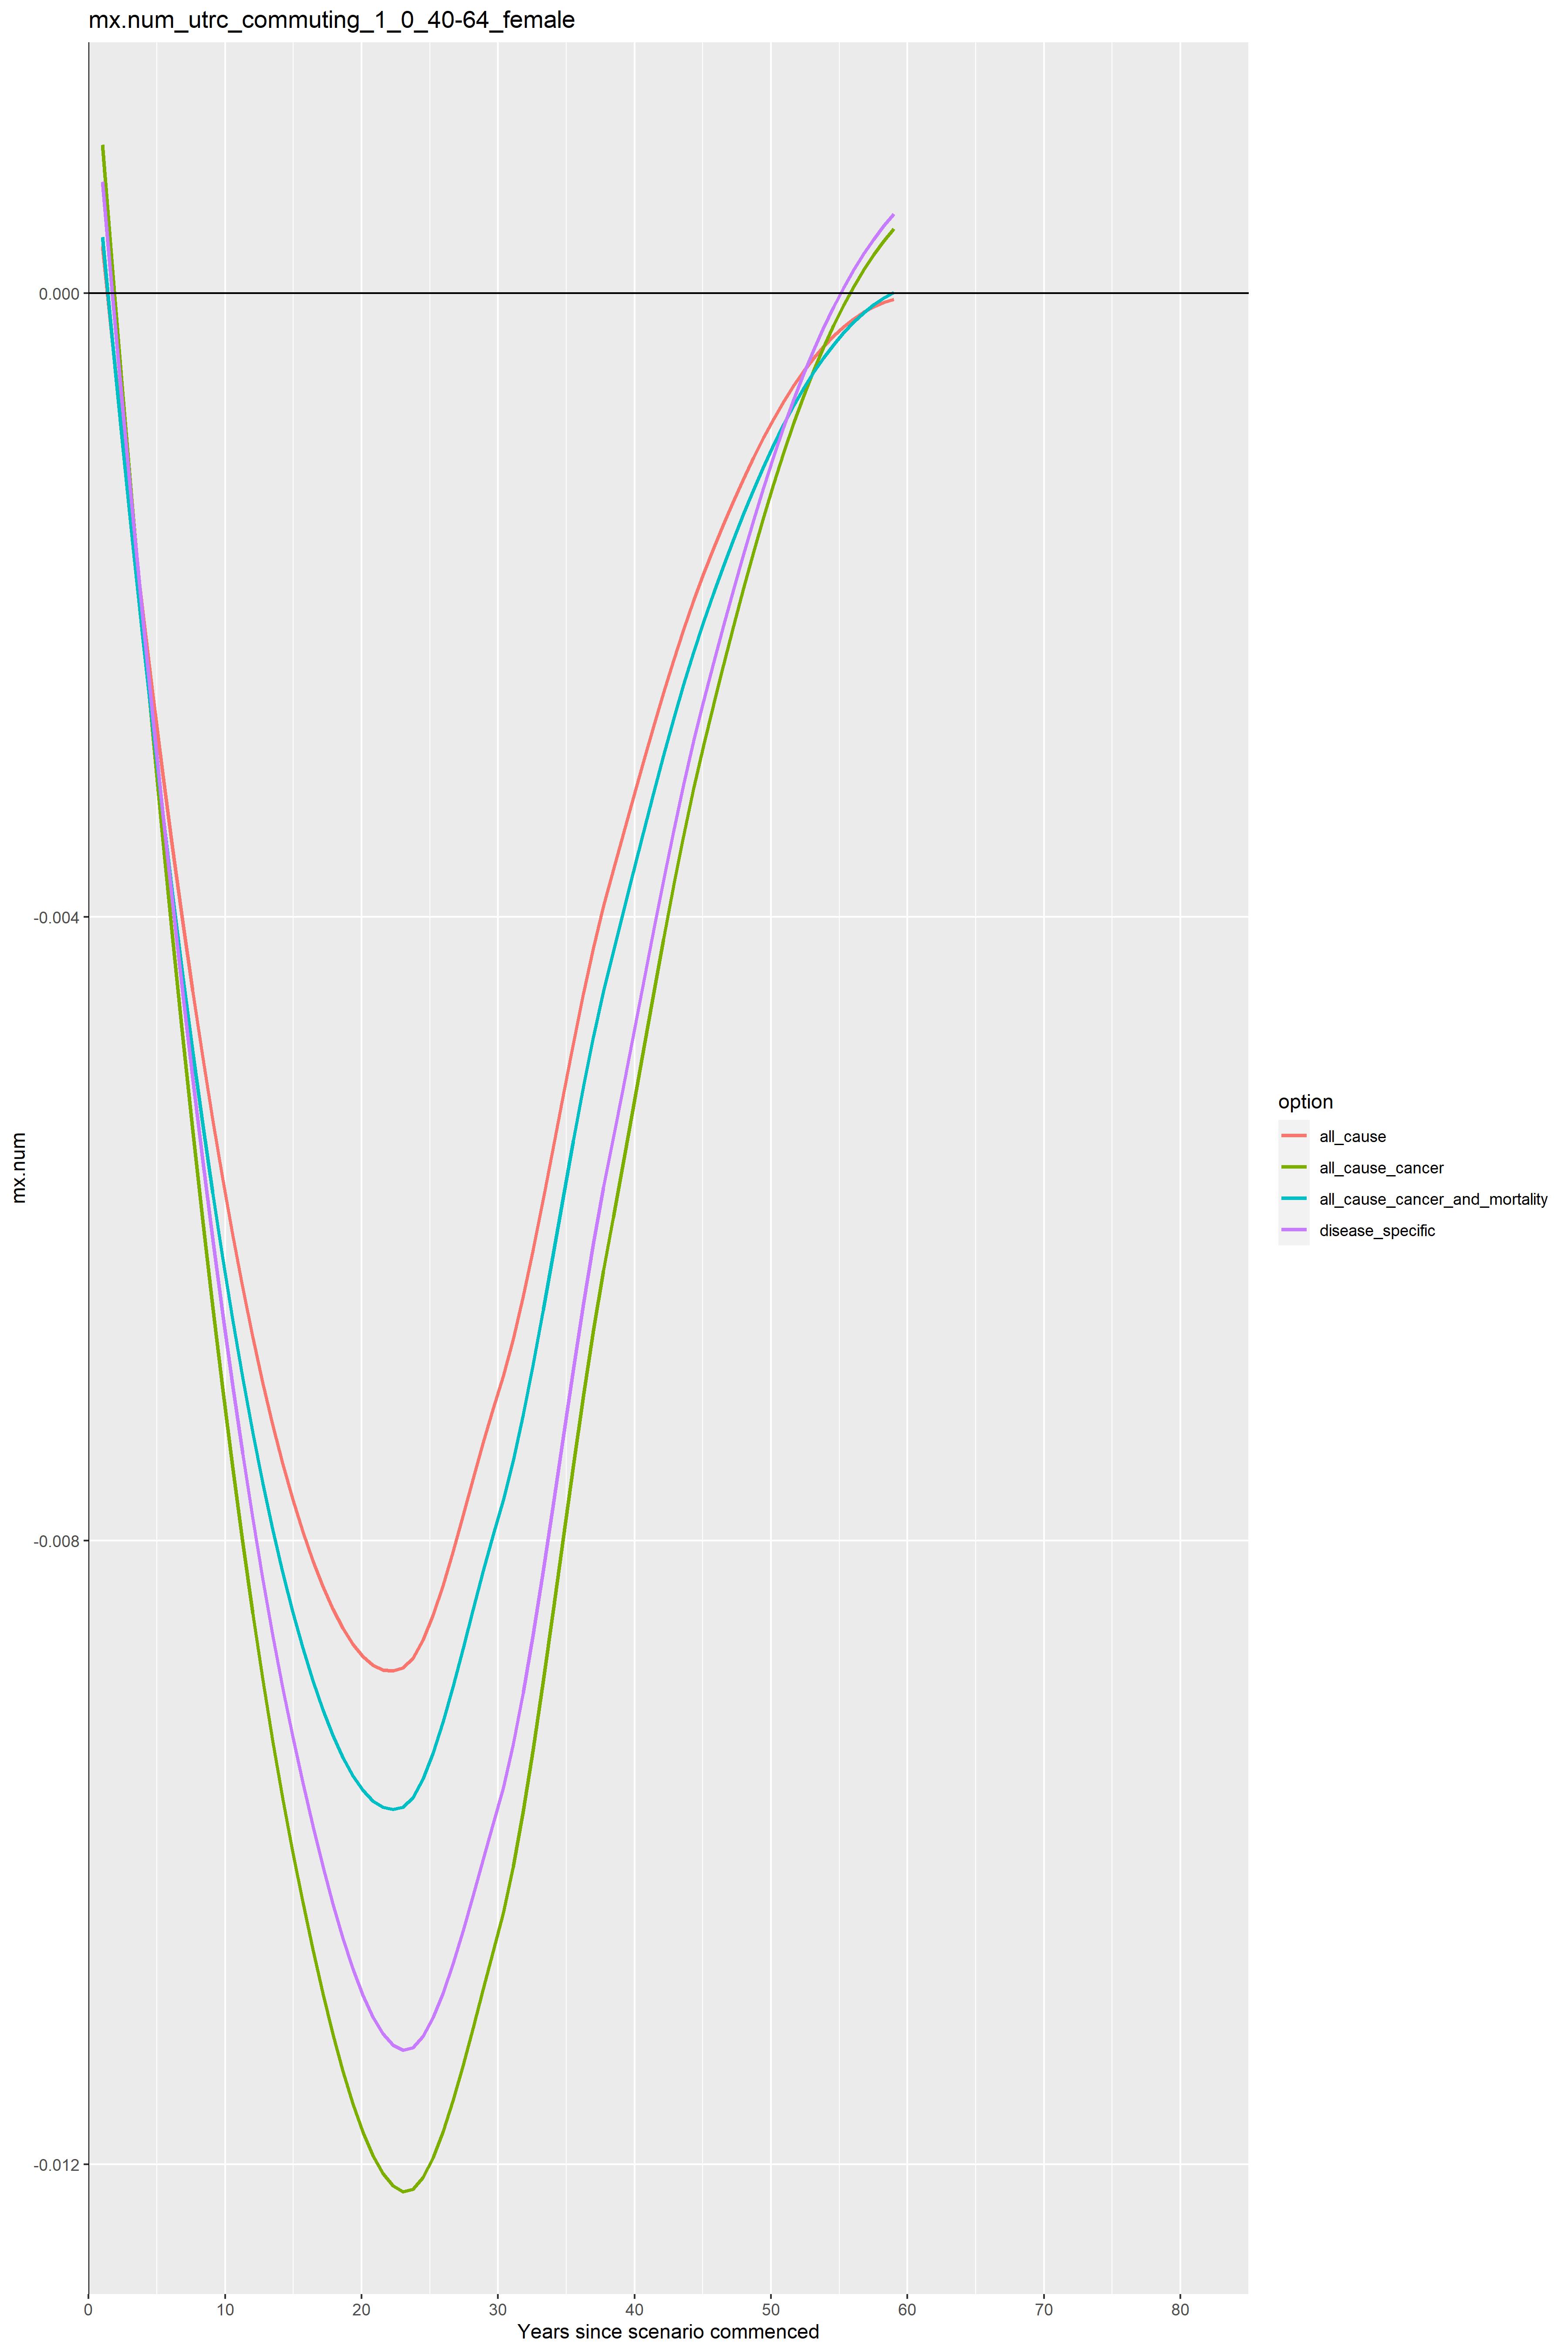 mx.num_utrc_commuting_1_0_40-64_female
0.000
-0.004
-0.008
-0.012
mx.num
0 10 20 30 40 50 60 70 80
Years since scenario commenced
option
all_cause
all_cause_cancer
all_cause_cancer_and_mortality
disease_specific